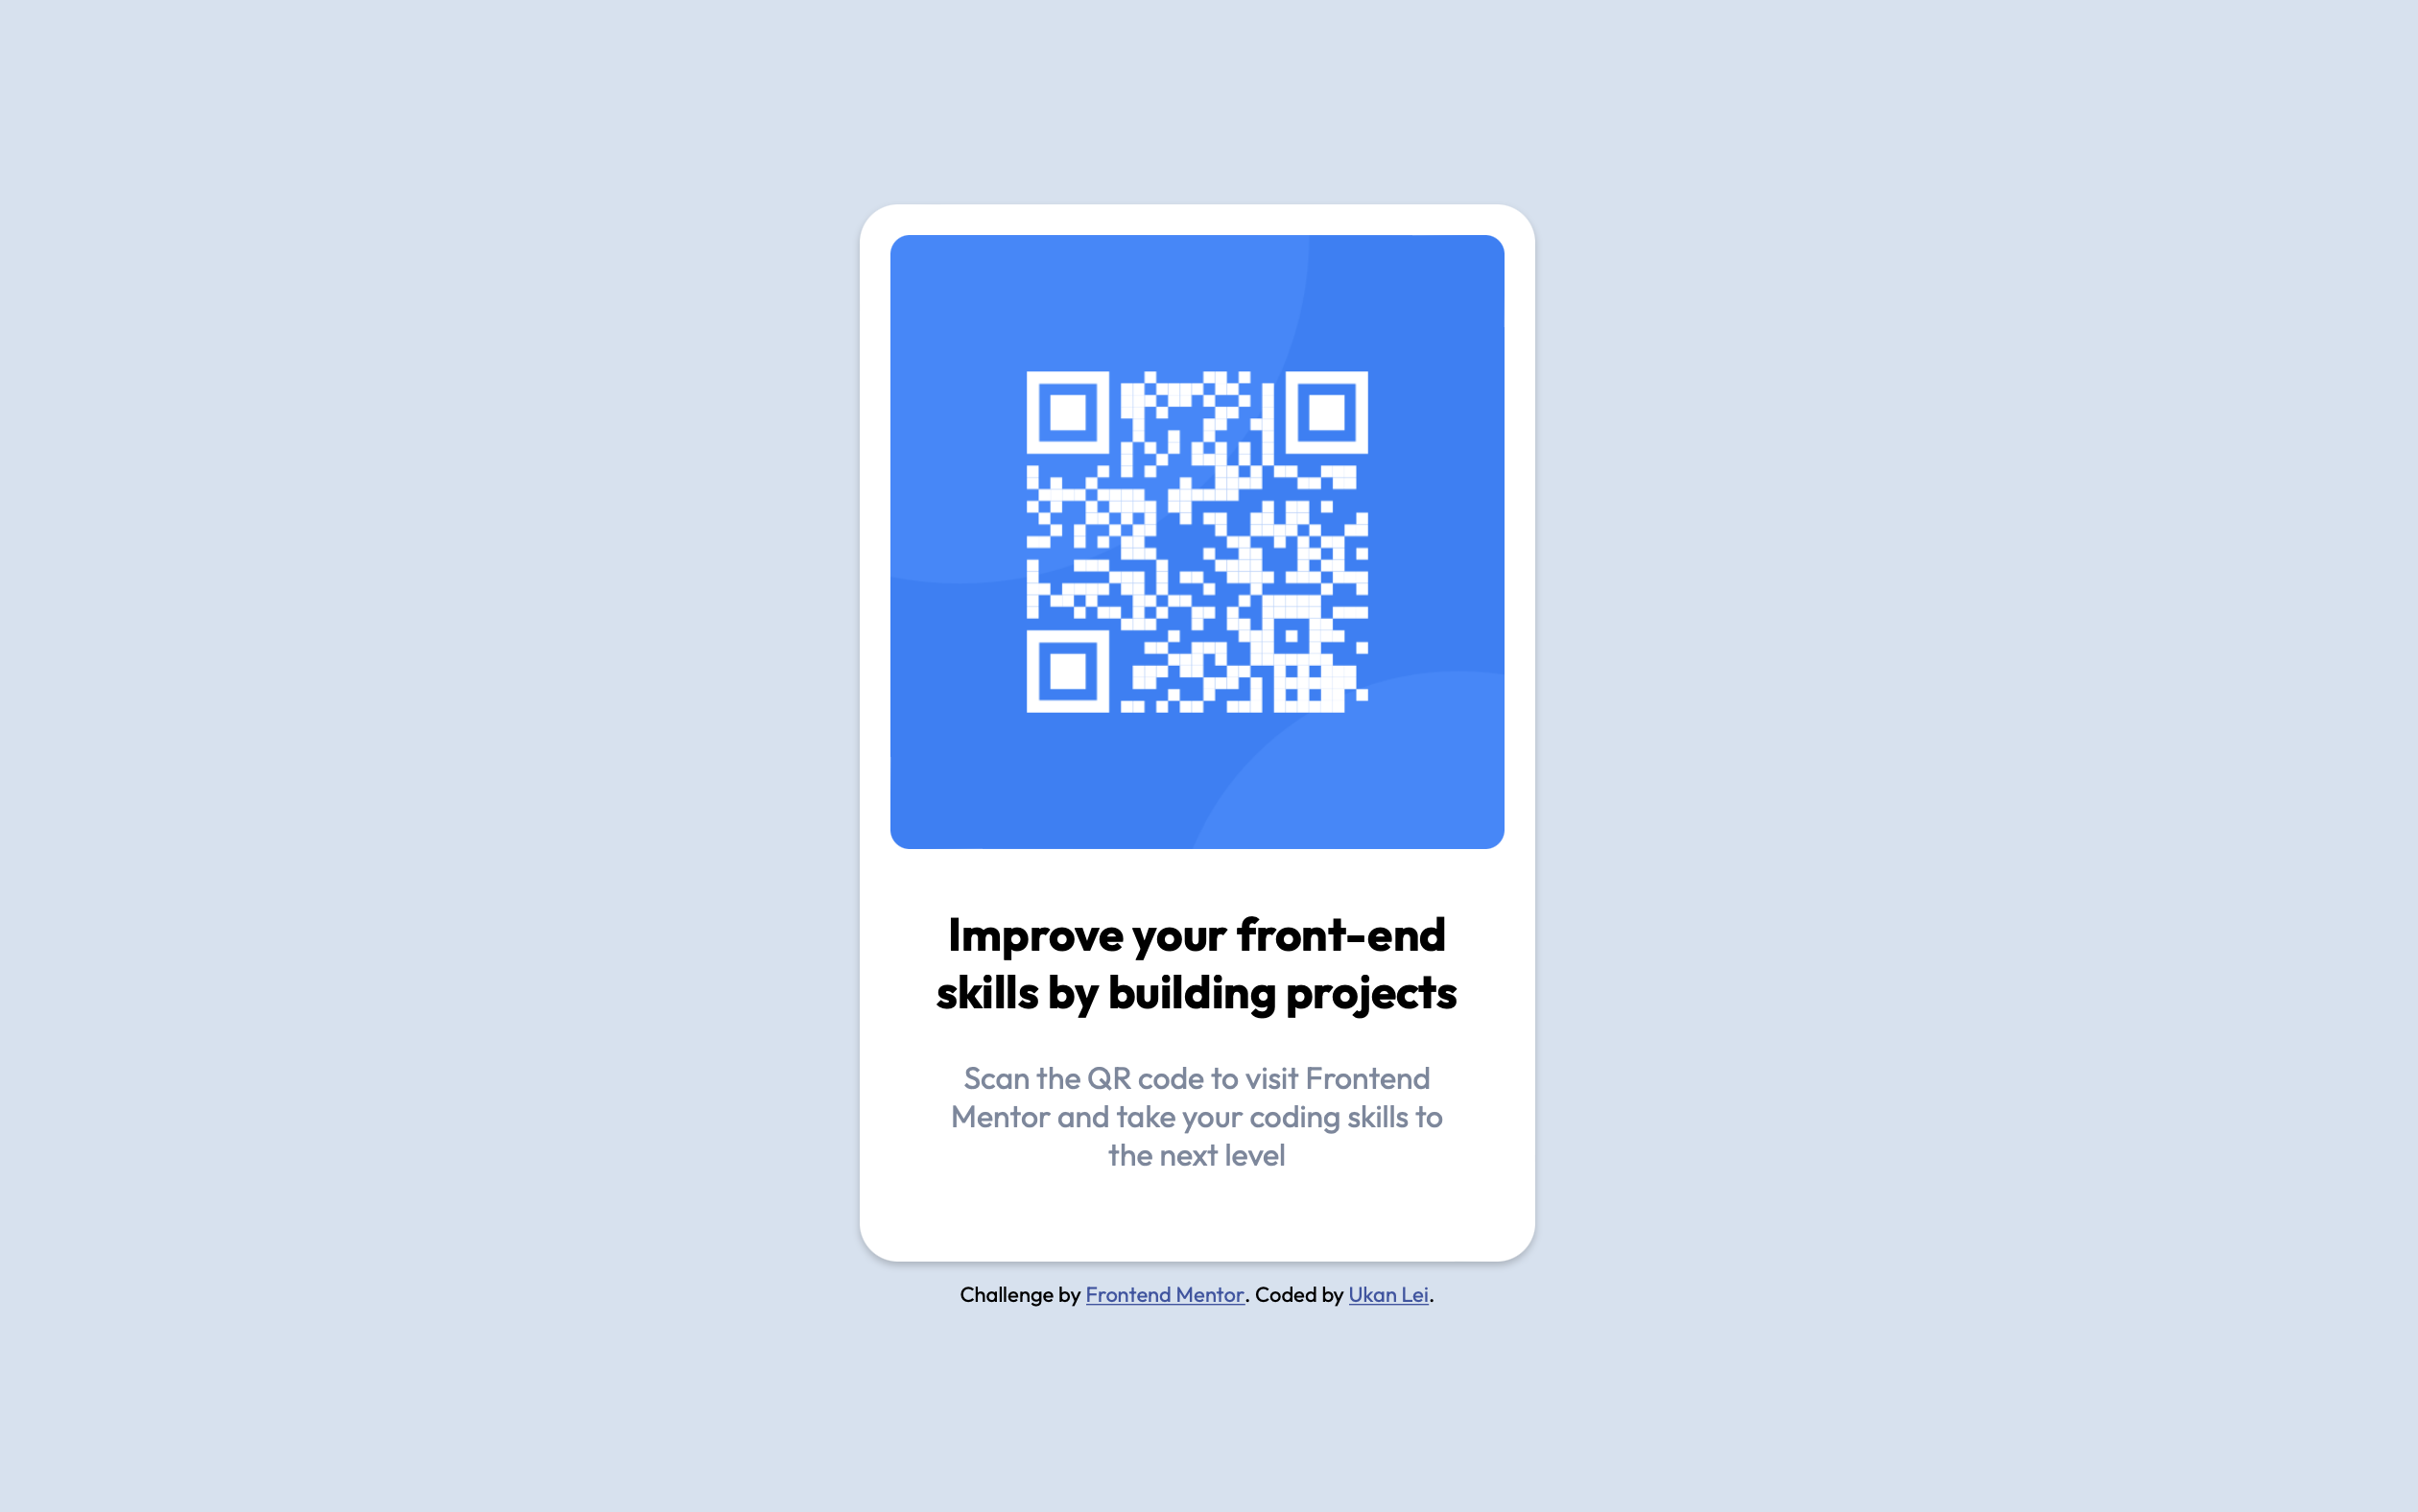 Improve your front-end
skills by building projects
Scan the QR code to visit Frontend
Mentor and take your coding skills to
the next level
Challenge by Frontend Mentor. Coded by Ukan Lei.